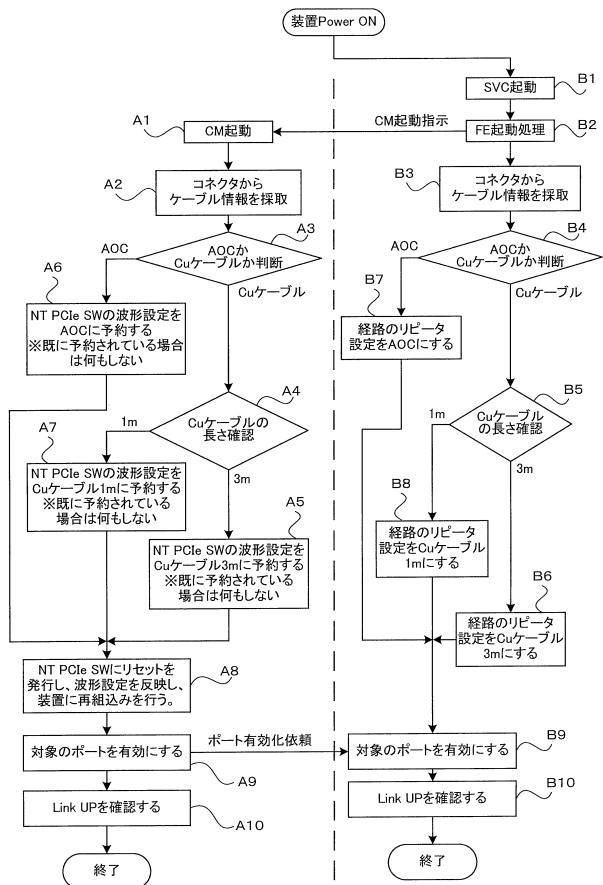 装置Power ON
SVC起動
B1
A1
CM起動
CM起動指示
FE起動処理
B2
A2
コネクタから
ケーブル情報を採取
B3
コネクタから
ケーブル情報を採取
A3
AOCか
Cuケーブルか判断
AOC
Cuケーブル
B4
AOCか
Cuケーブルか判断
AOC
Cuケーブル
A6
NT PCIe SWの波形設定を
AOCに予約する
※既に予約されている場合
は何もしない
B7
経路のリピータ
設定をAOCにする
A4
Cuケーブルの
長さ確認
1m
3m
B5
Cuケーブル
の長さ確認
1m
3m
A7
NT PCIe SWの波形設定を
Cuケーブル1mに予約する
※既に予約されている
場合は何もしない
A5
NT PCIe SWの波形設定を
Cuケーブル3mに予約する
※既に予約されている
場合は何もしない
B8
経路のリピータ
設定をCuケーブル
1mにする
B6
経路のリピータ
設定をCuケーブル
3mにする
NT PCIe SWにリセットを
発行し、波形設定を反映し、
装置に再組込みを行う。
A8
対象のポートを有効にする
A9
ポート有効化依頼
対象のポートを有効にする
B9
Link UPを確認する
A10
Link UPを確認する
B10
終了
終了